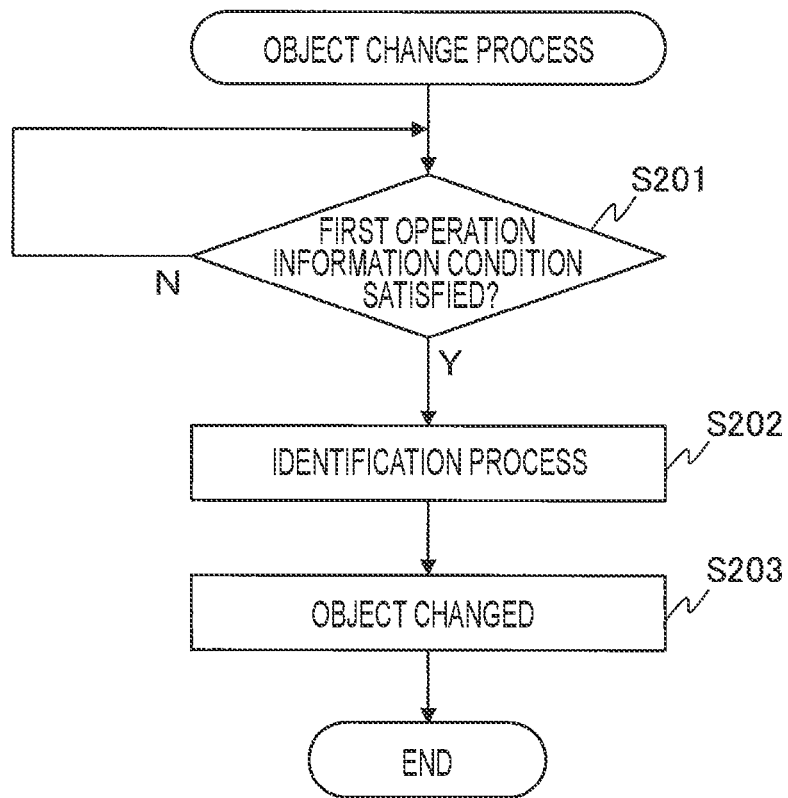 OBJECT CHANGE PROCESS
S201
FIRST OPERATION
INFORMATION CONDITION
SATISFIED?
N
Y
S202
IDENTIFICATION PROCESS
S203
OBJECT CHANGED
END